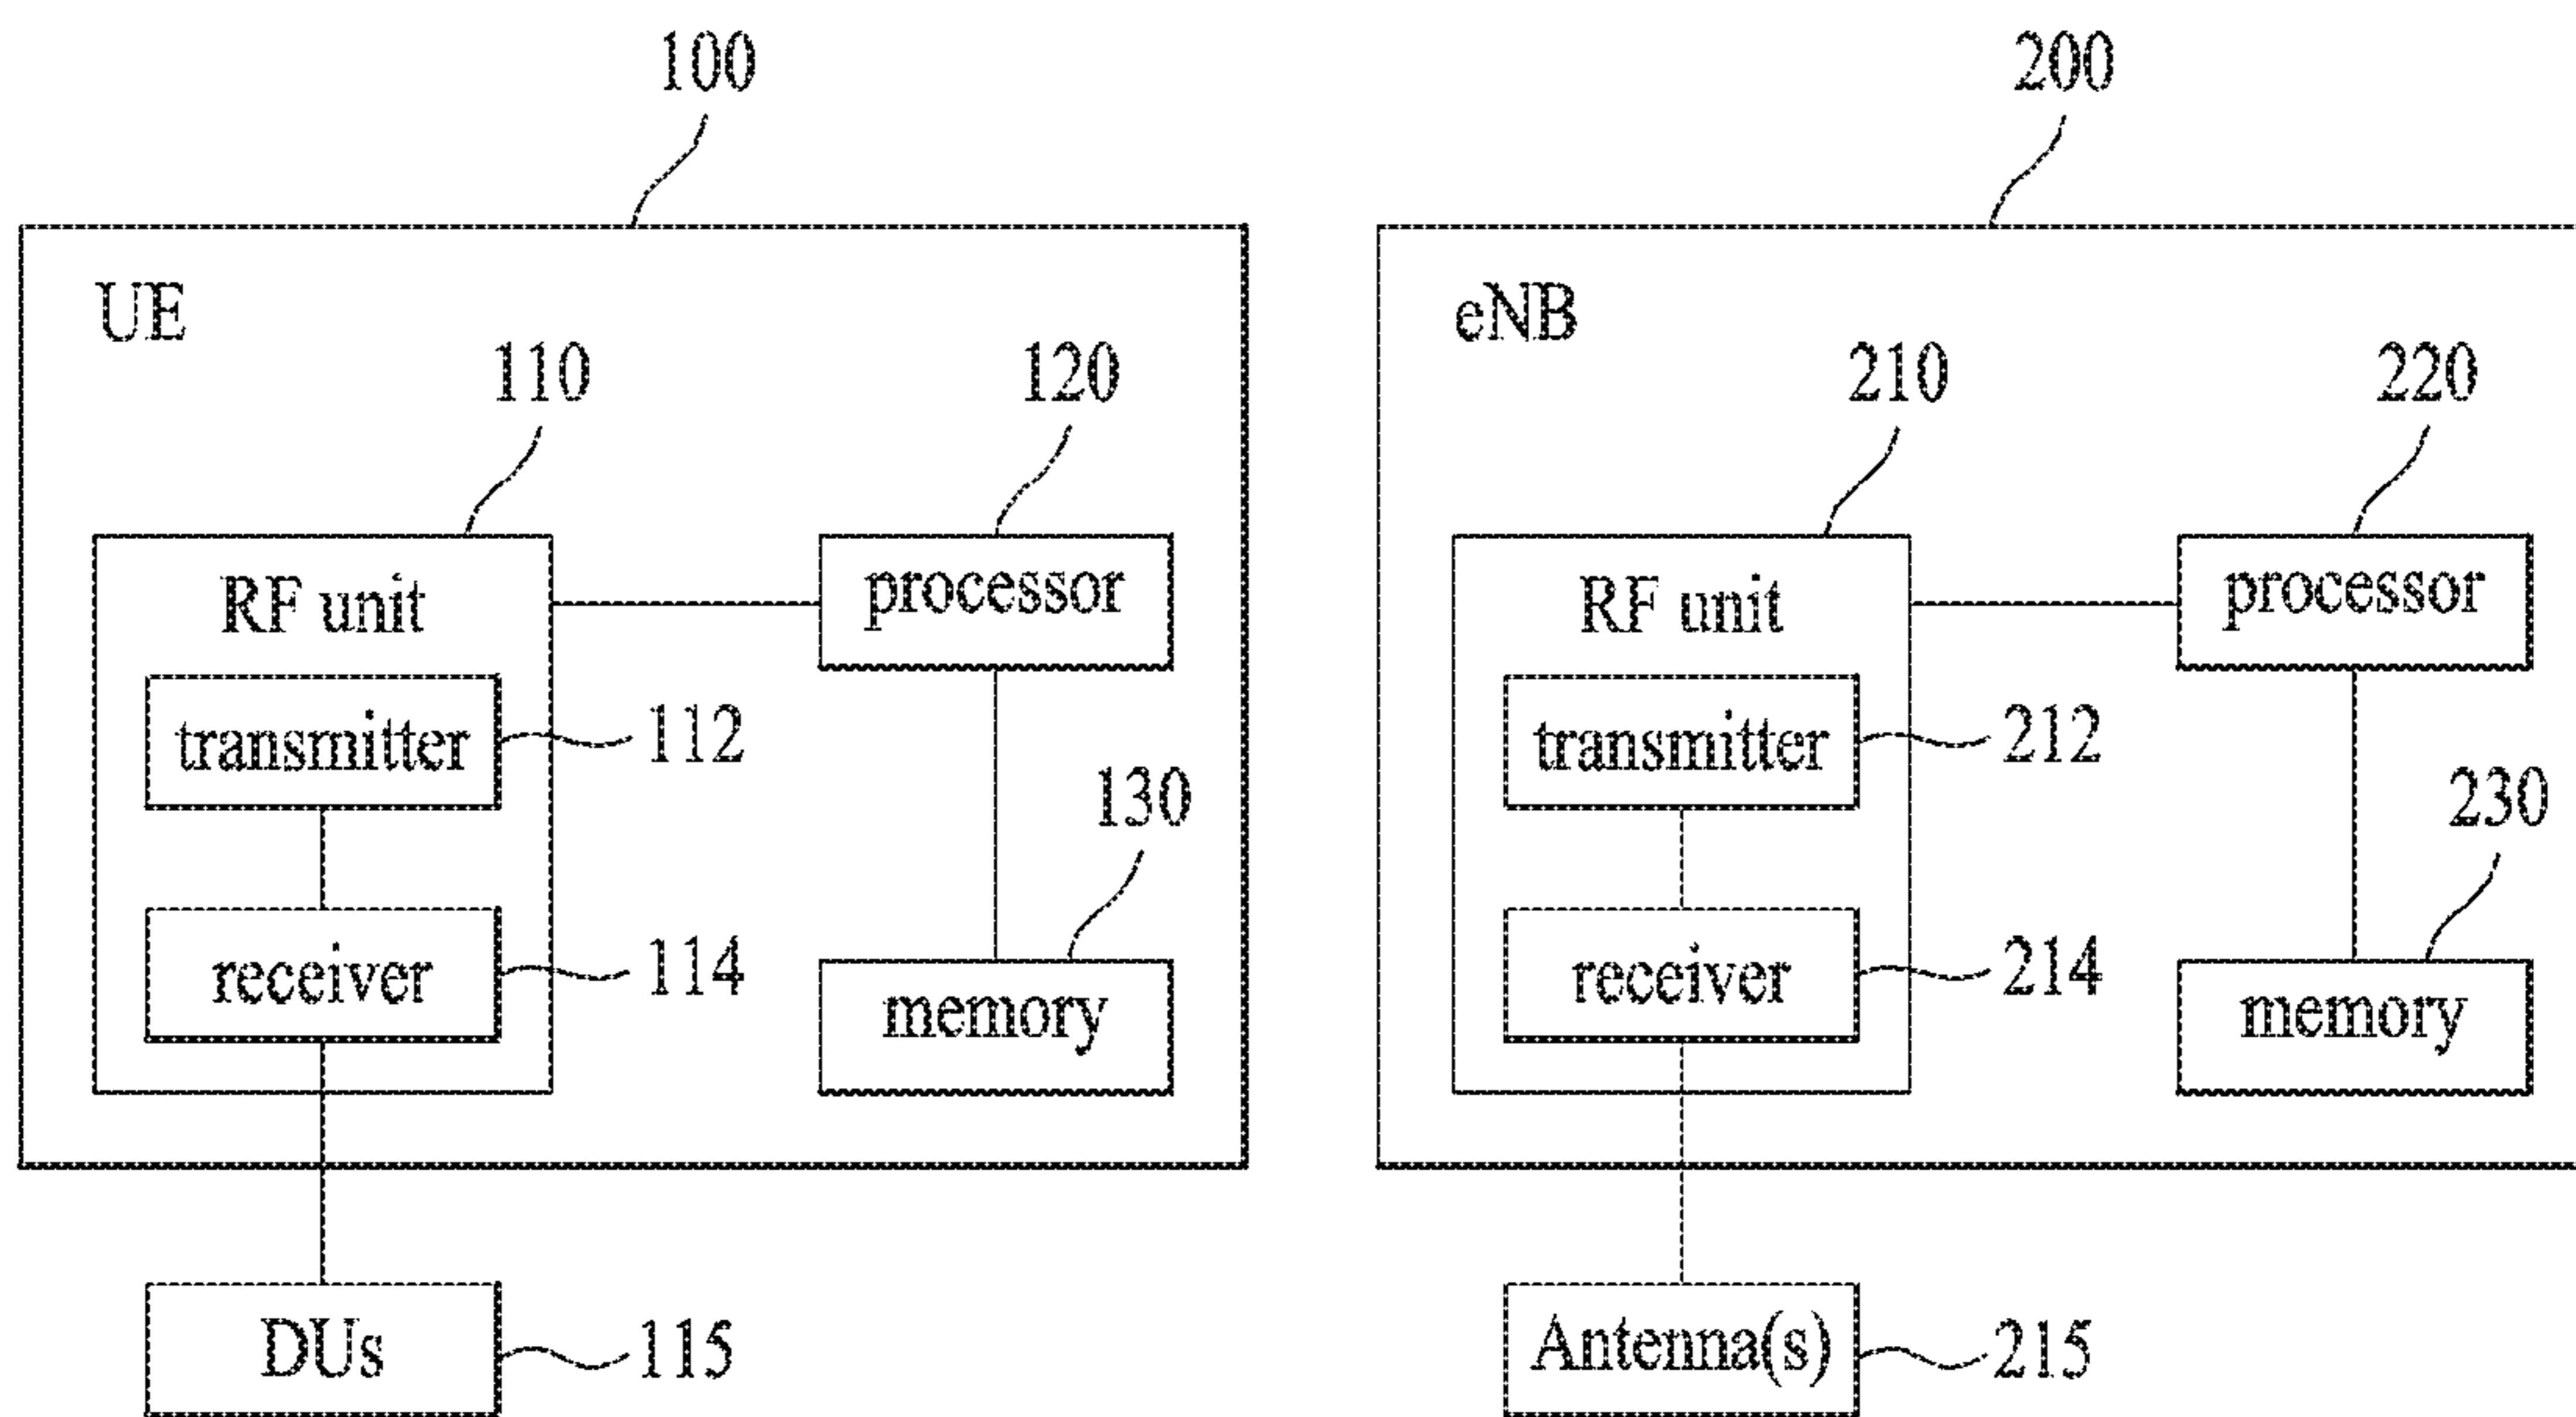 100
200
UE
eNB
110
120
210
220
RF unit
processor
RF unit
processor
transmitter
112
transmitter
212
130
230
receiver
114
memory
receiver
214
memory
DUs
115
Antenna(s)
215